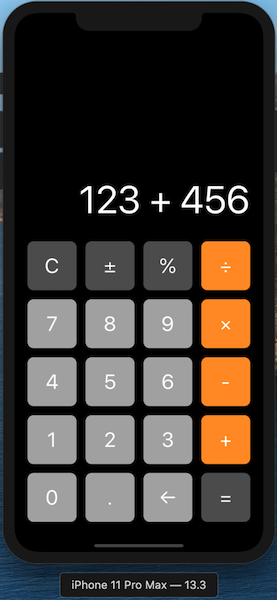 123 + 456
C ± % ÷
7 8 9 ×
4 5 6 -
1 2 3 +
0 . ← =
iPhone 11 Pro Max — 13.3